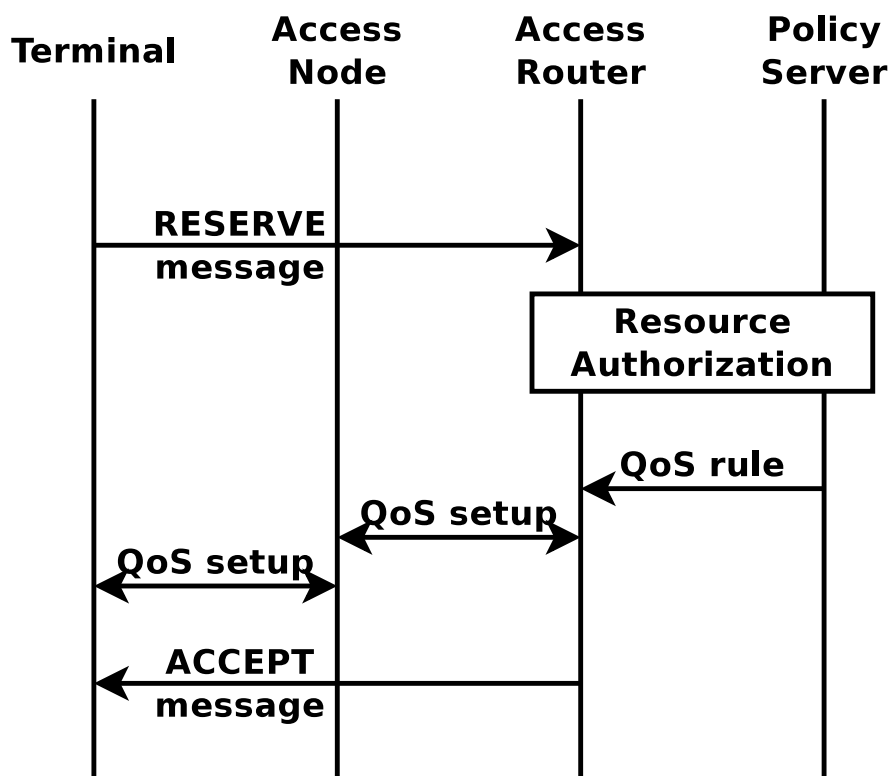 Terminal
Access
Node
Access
Router
Policy
Server
RESERVE
message
Resource
Authorization
QoS rule
QoS setup
QoS setup
ACCEPT
message